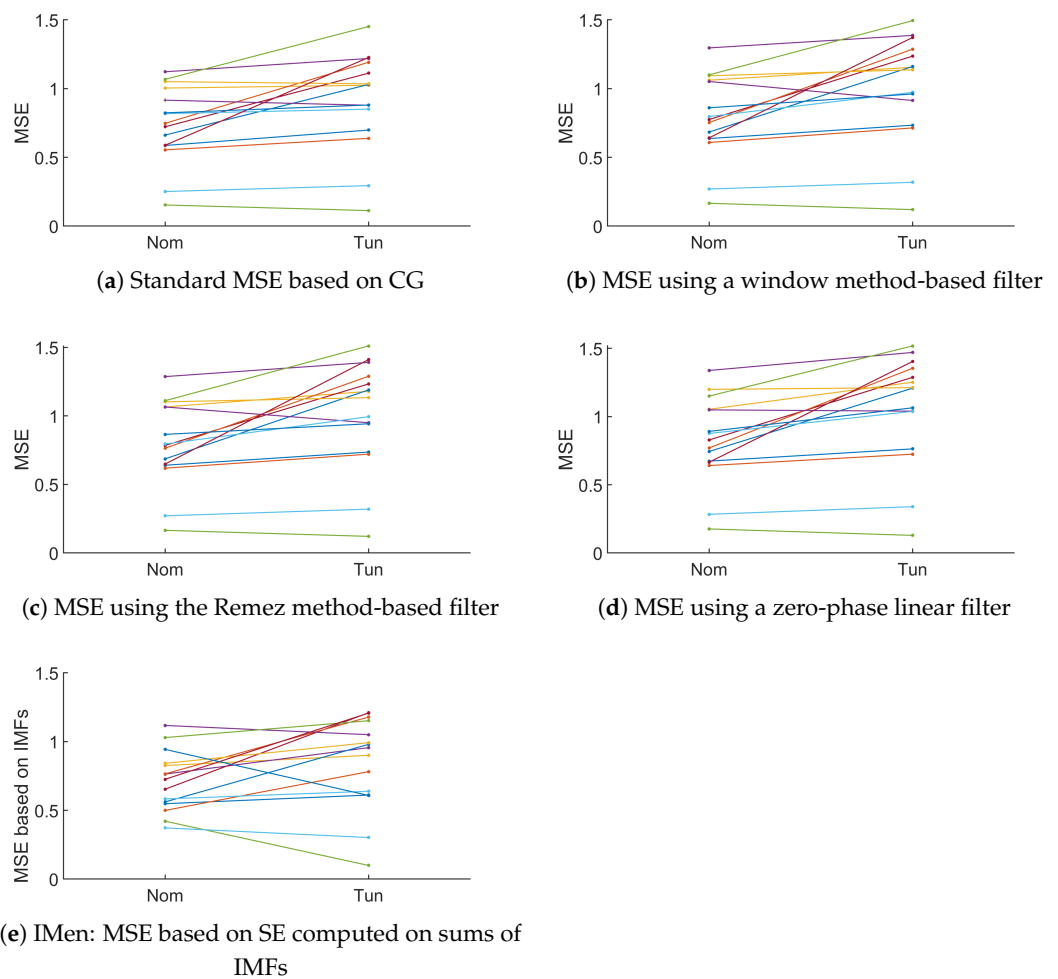 1.5
1
0.5
0
MSE
Nom
Tun
(a) Standard MSE based on CG
1.5
1
0.5
0
MSE
Nom
Tun
(b) MSE using a window method-based filter
1.5
1
0.5
0
MSE
Nom
Tun
(c) MSE using the Remez method-based filter
1.5
1
0.5
0
MSE
Nom
Tun
(d) MSE using a zero-phase linear filter
1.5
1
0.5
0
MSE based on IMFs
Nom
Tun
(e) IMen: MSE based on SE computed on sums of
IMFs